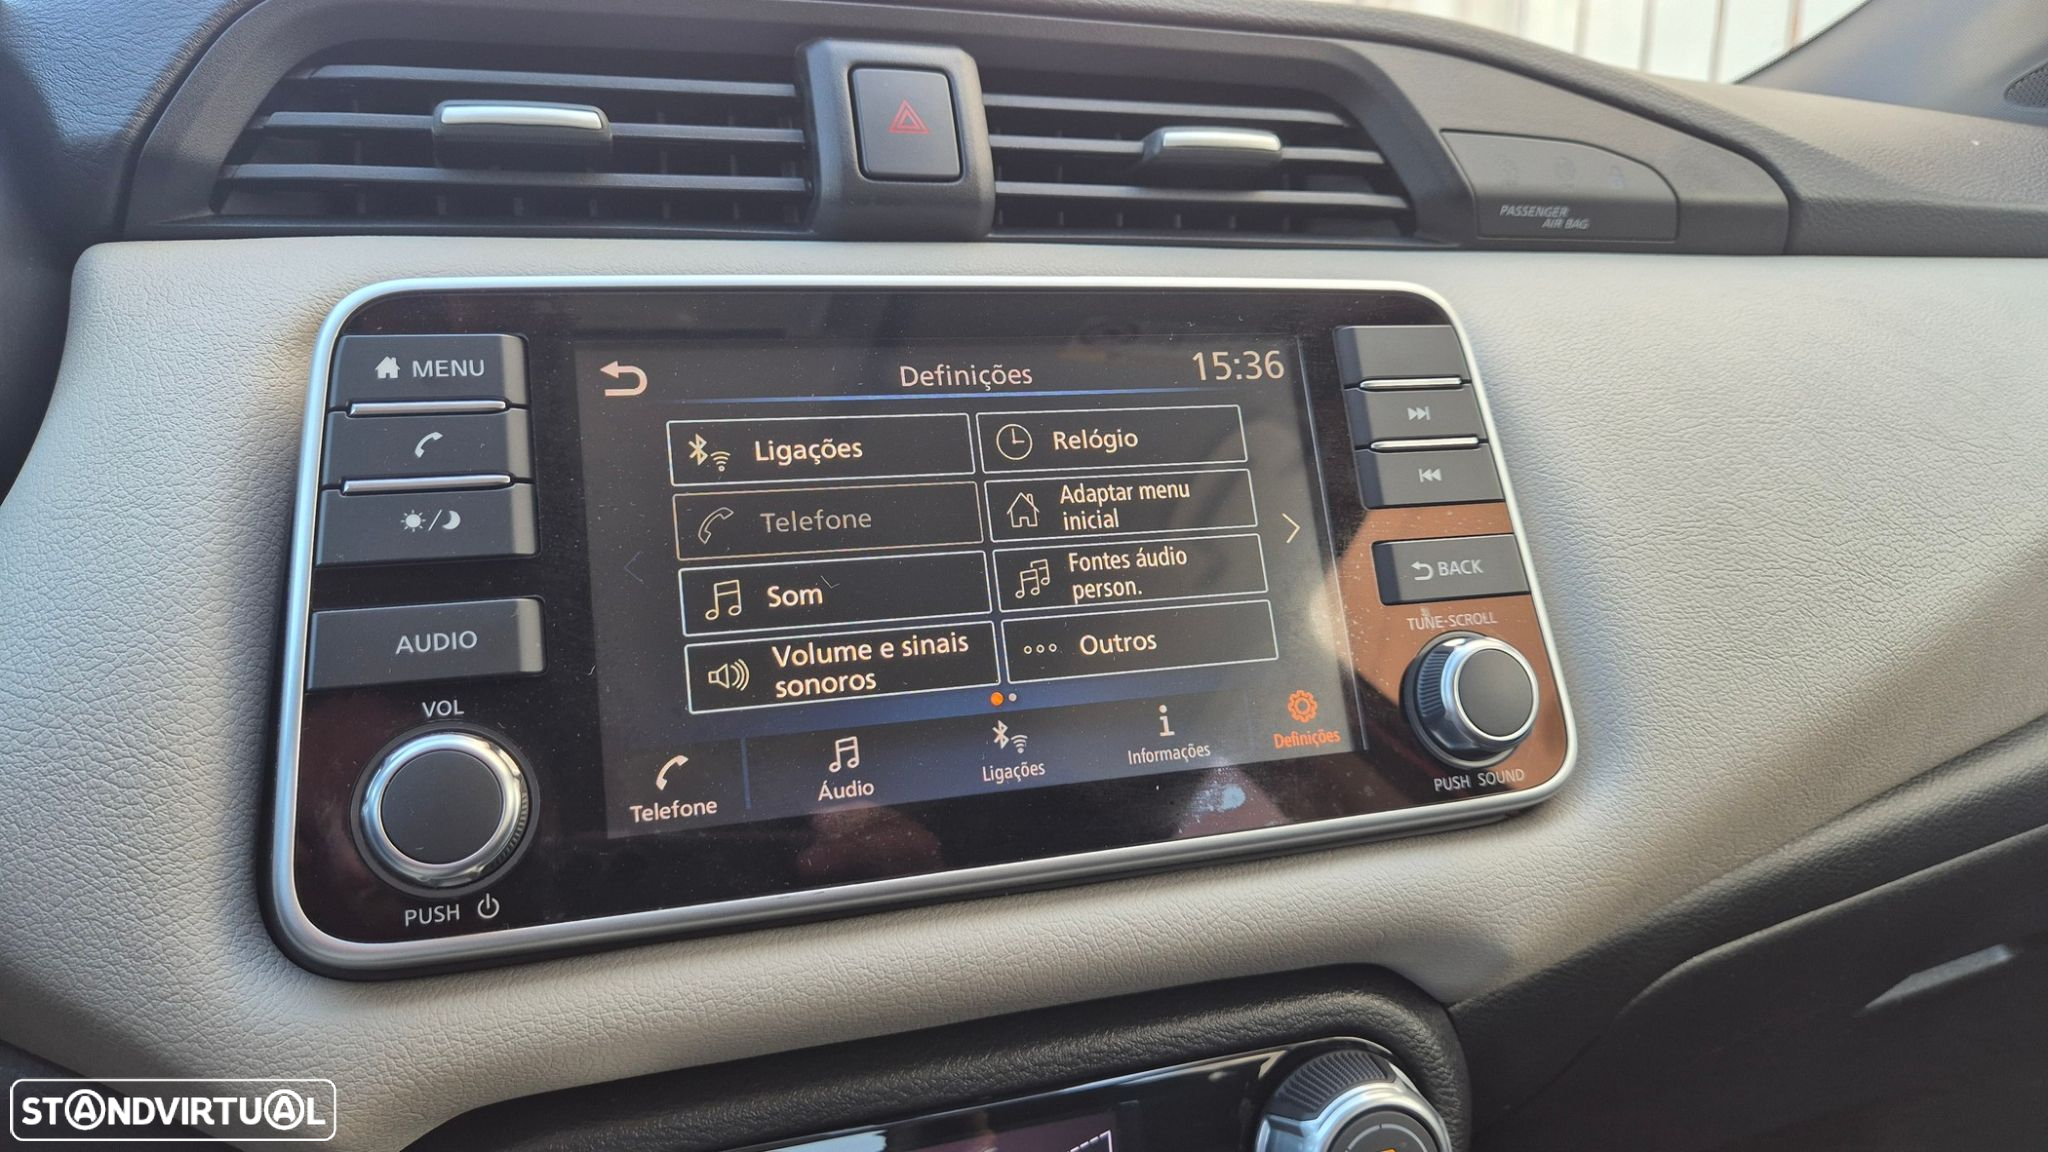 PASSENGER
AIR BAG
MENU
AUDIO
VOL
PUSH
Definições
15:36
Ligações
Relógio
Telefone
Adaptar menu
inicial
Som
Fontes áudio
person.
Volume e sinais
sonoros
Outros
Telefone
Áudio
Ligações
Informações
Definições
BACK
TUNE·SCROLL
PUSH SOUND
STANDVIRTUAL